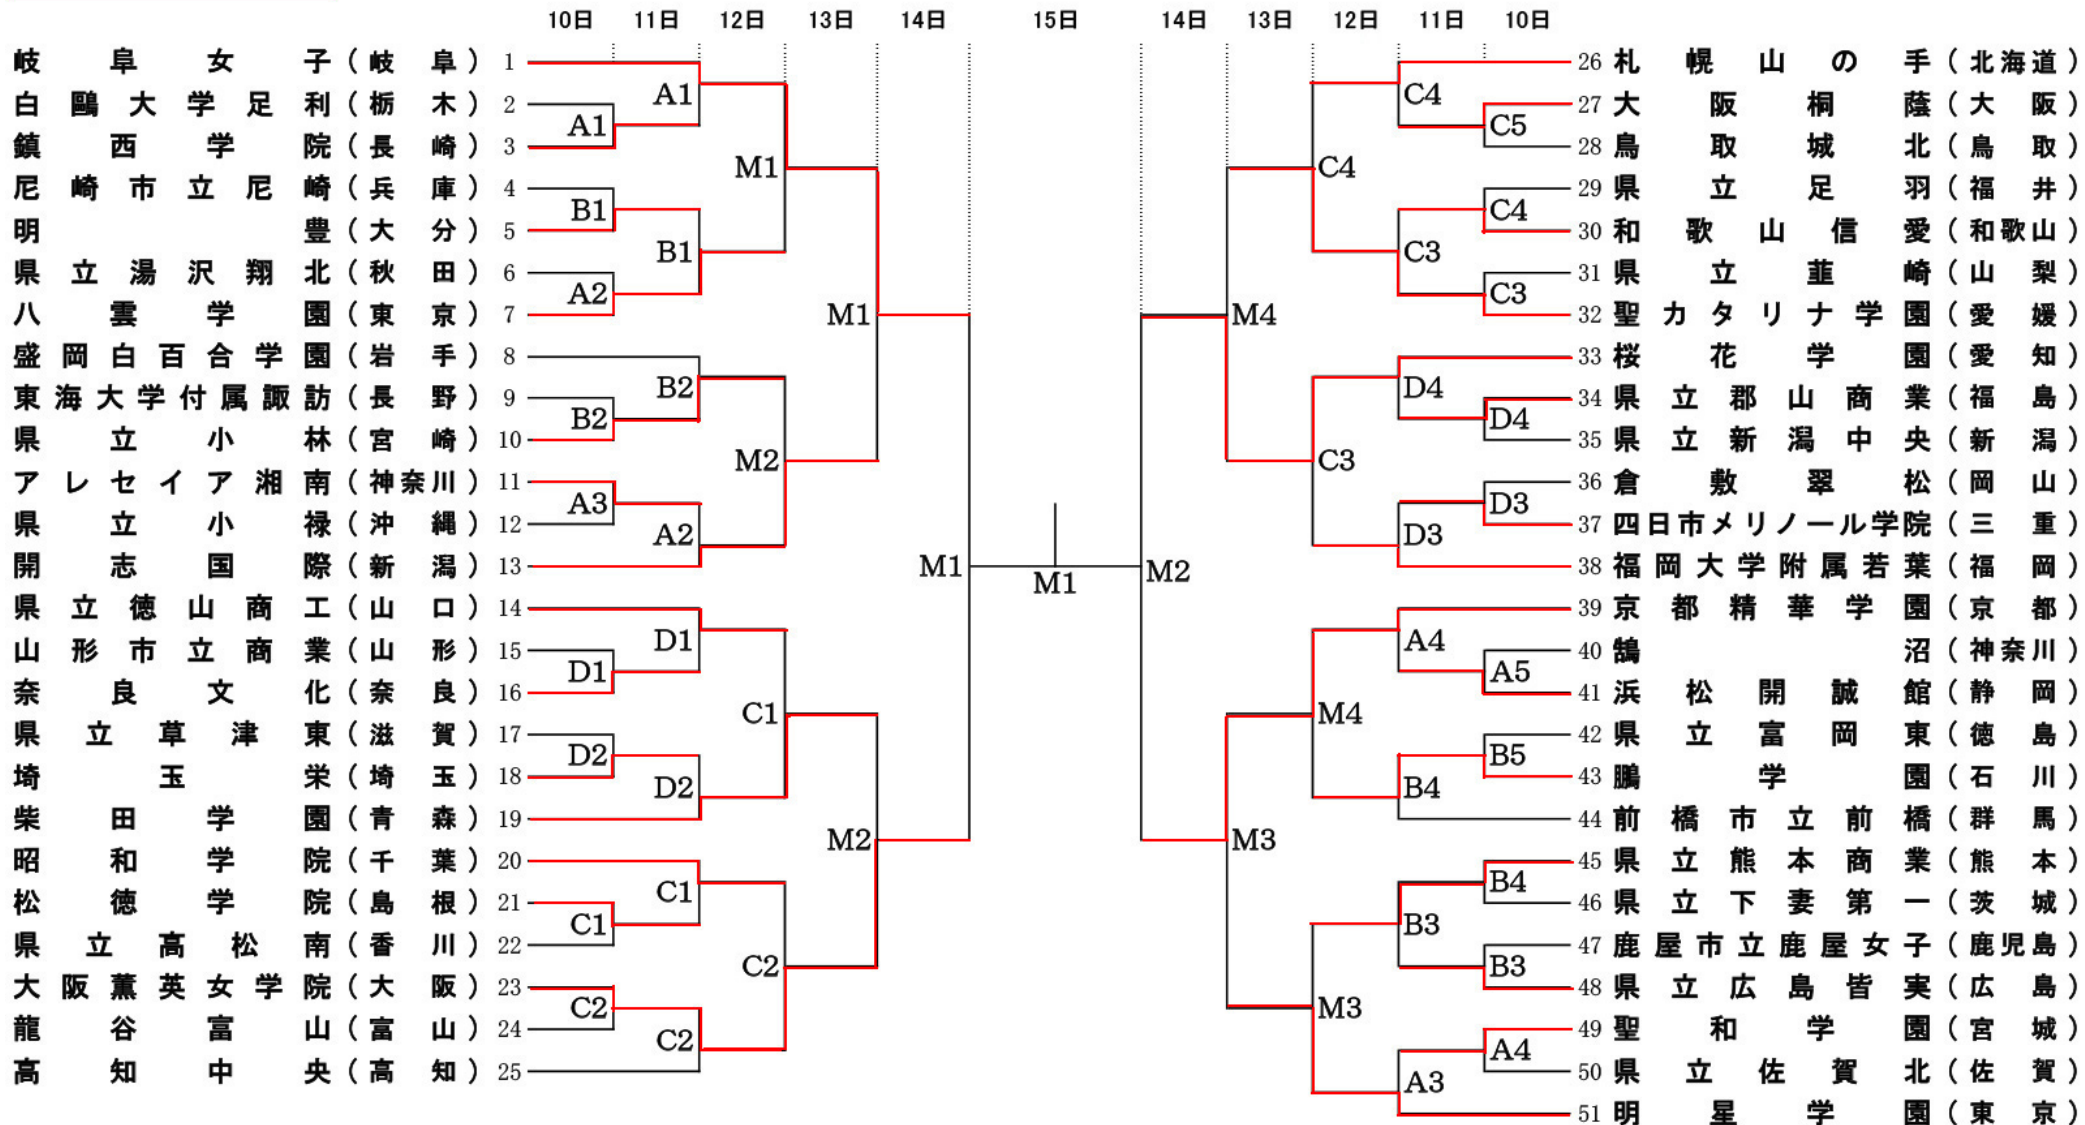 10日 11日 12日 13日 14日 15日 14日 13日 12日 11日 10日
岐阜女子（岐阜） 1
白鷗大学足利（栃木） 2
鎮西学院（長崎） 3
尼崎市立尼崎（兵庫） 4
明豊（大分） 5
県立湯沢翔北（秋田） 6
八雲学園（東京） 7
盛岡白百合学園（岩手） 8
東海大学付属諏訪（長野） 9
県立小林（宮崎） 10
アレセイア湘南（神奈川） 11
県立小禄（沖縄） 12
開志国際（新潟） 13
県立徳山商工（山口） 14
山形市立商業（山形） 15
奈良文化（奈良） 16
県立草津東（滋賀） 17
埼玉栄（埼玉） 18
柴田学園（青森） 19
昭和学院（千葉） 20
松徳学院（島根） 21
県立高松南（香川） 22
大阪薫英女学院（大阪） 23
龍谷富山（富山） 24
高知中央（高知） 25
A1
B1
A2
B2
A3
D1
D2
C1
C2
A1
B1
B2
A2
D1
D2
C1
C2
M1
M2
C1
C2
M1
M2
M1
M1
M2
M4
M3
C4
C3
M4
M3
C4
C3
D4
D3
A4
B4
B3
A3
C5
C4
C3
D4
D3
A5
B5
B4
B3
A4
26 札幌山の手（北海道）
27 大阪桐蔭（大阪）
28 鳥取城北（鳥取）
29 県立足羽（福井）
30 和歌山信愛（和歌山）
31 県立韮崎（山梨）
32 聖カタリナ学園（愛媛）
33 桜花学園（愛知）
34 県立郡山商業（福島）
35 県立新潟中央（新潟）
36 倉敷翠松（岡山）
37 四日市メリノール学院（三重）
38 福岡大学附属若葉（福岡）
39 京都精華学園（京都）
40 鵠沼（神奈川）
41 浜松開誠館（静岡）
42 県立富岡東（徳島）
43 鵬学園（石川）
44 前橋市立前橋（群馬）
45 県立熊本商業（熊本）
46 県立下妻第一（茨城）
47 鹿屋市立鹿屋女子（鹿児島）
48 県立広島皆実（広島）
49 聖和学園（宮城）
50 県立佐賀北（佐賀）
51 明星学園（東京）